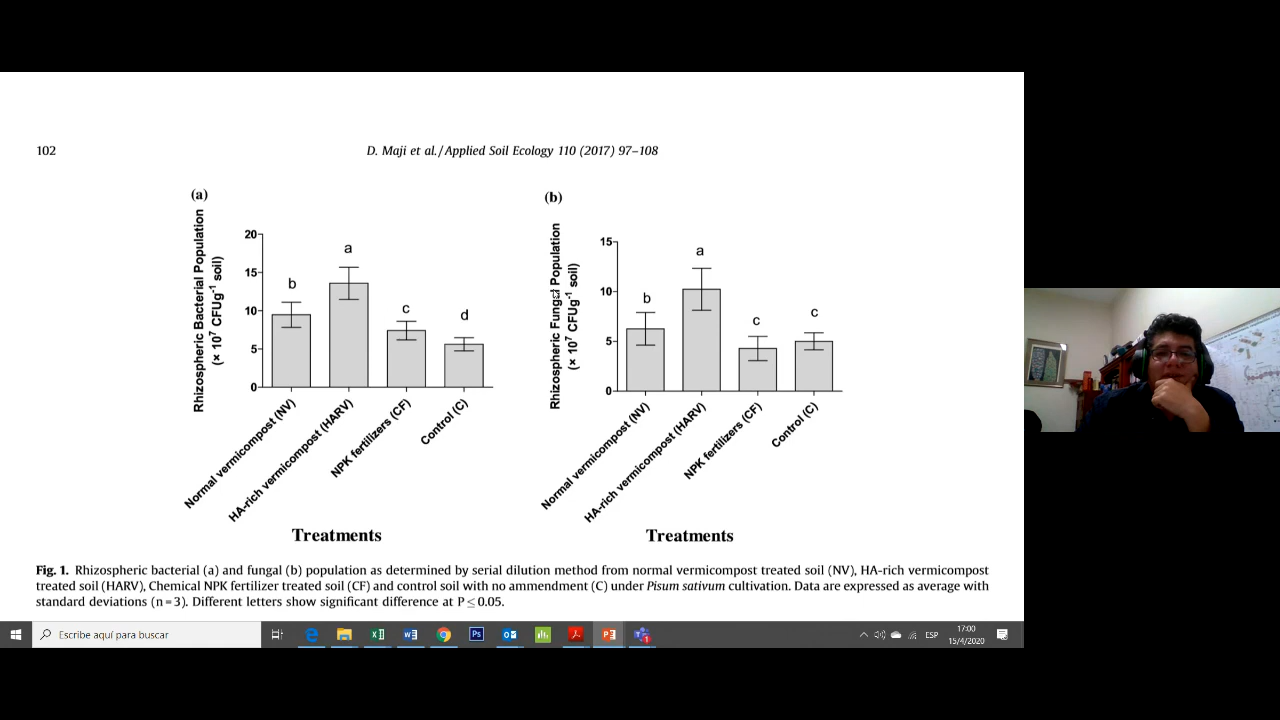 102
D. Maji et al. / Applied Soil Ecology 110 (2017) 97–108
(a)
Rhizospheric Bacterial Population
(× 10⁷ CFUg⁻¹ soil)
20
15
10
5
0
b
a
c
d
Normal vermicompost (NV)
HA-rich vermicompost (HARV)
NPK fertilizers (CF)
Control (C)
Treatments
(b)
Rhizospheric Fungal Population
(× 10⁷ CFUg⁻¹ soil)
15
10
5
0
b
a
c
c
Normal vermicompost (NV)
HA-rich vermicompost (HARV)
NPK fertilizers (CF)
Control (C)
Treatments
Fig. 1. Rhizospheric bacterial (a) and fungal (b) population as determined by serial dilution method from normal vermicompost treated soil (NV), HA-rich vermicompost
treated soil (HARV), Chemical NPK fertilizer treated soil (CF) and control soil with no ammendment (C) under Pisum sativum cultivation. Data are expressed as average with
standard deviations (n = 3). Different letters show significant difference at P ≤ 0.05.
Escribe aquí para buscar
ESP
17:00
15/4/2020